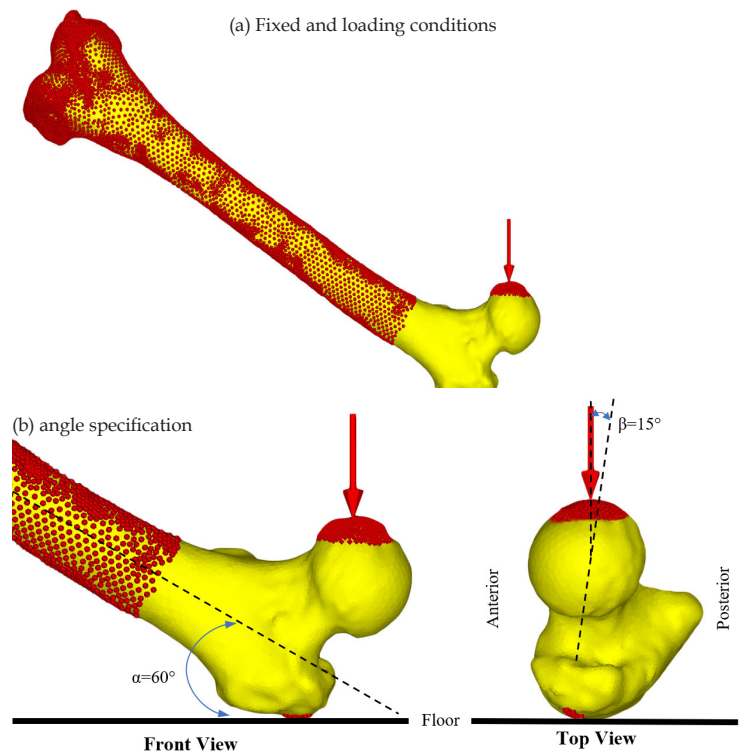 (a) Fixed and loading conditions
(b) angle specification
β=15°
Anterior
Posterior
α=60°
Floor
Front View
Top View